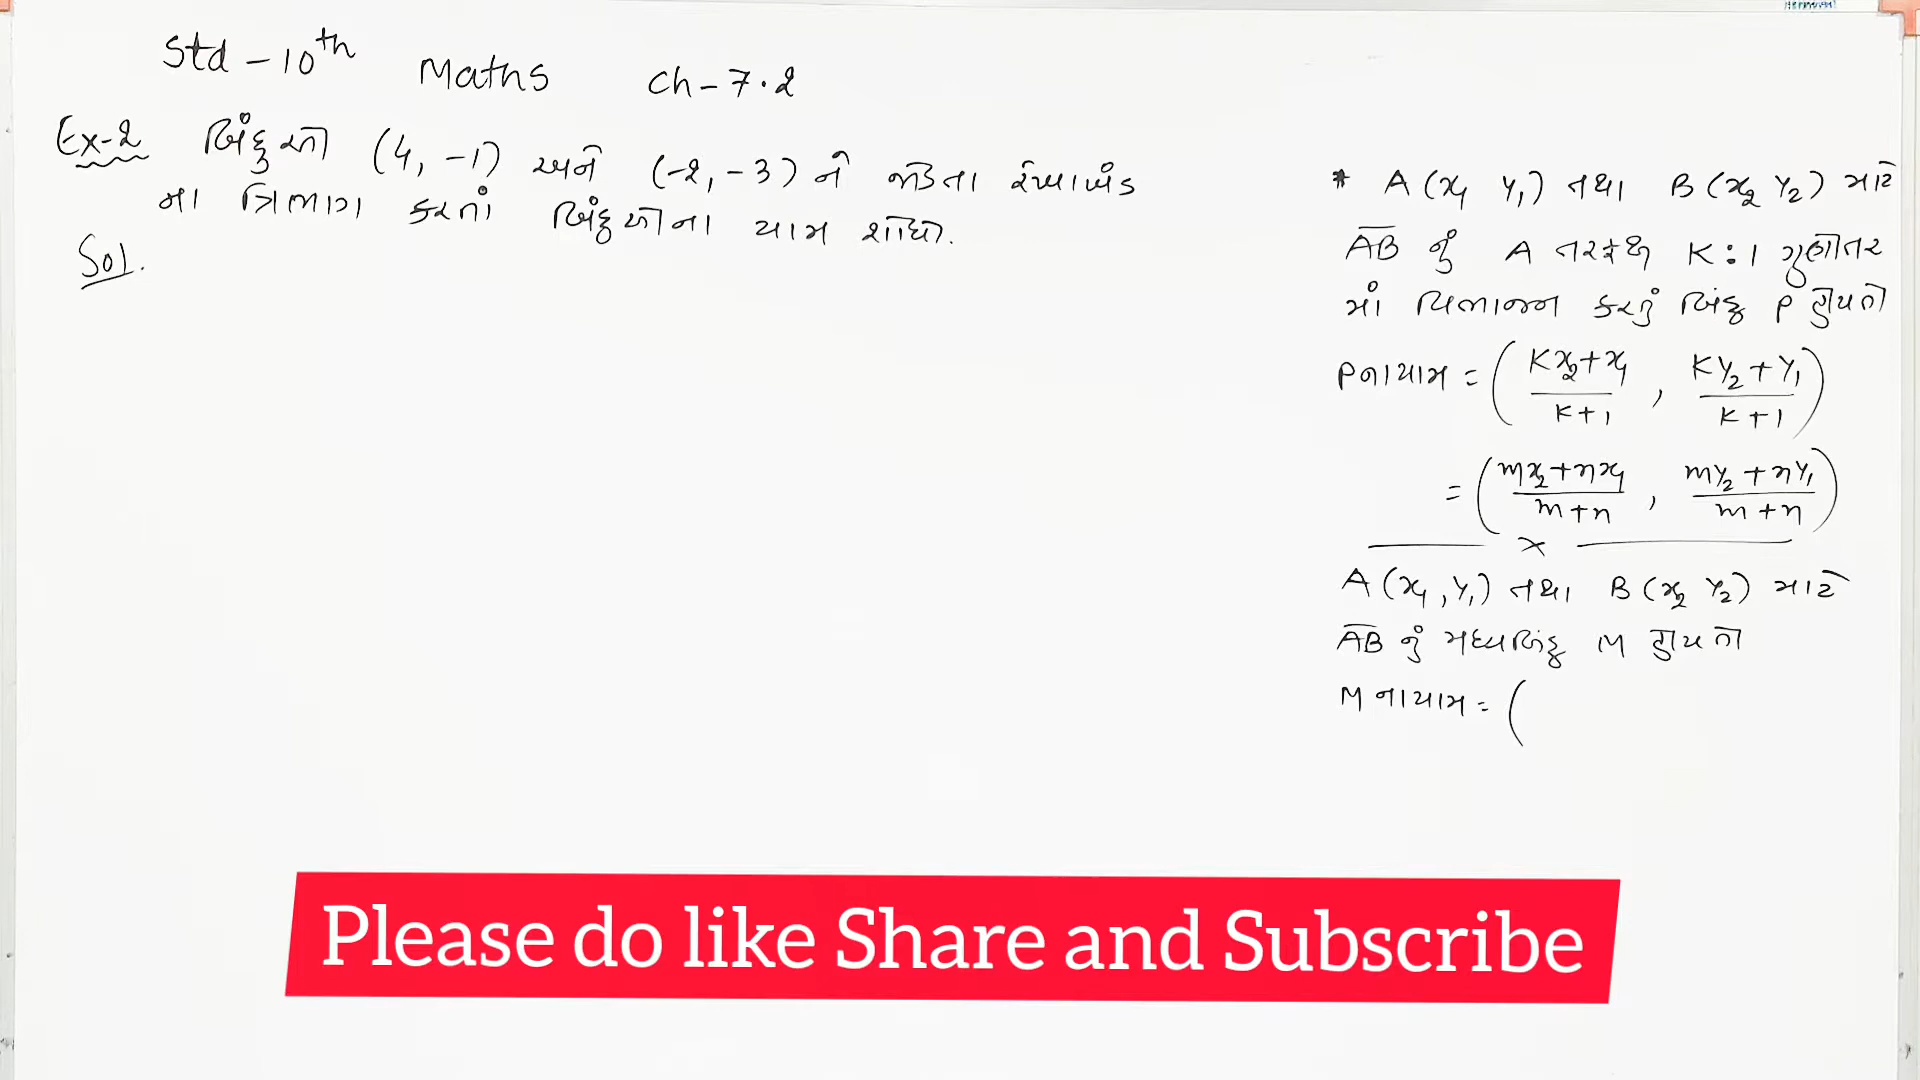 Std - 10th Maths Ch - 7.2
Ex-2 બિંદુઓ (4, -1) અને (-2, -3) ને જોડતા રેખાખંડ
ના ત્રિભાગ કરતાં બિંદુઓના યામ શોધો.
Sol.
* A (x₁ y₁) તથા B (x₂ y₂) માટે
A̅B̅ નું A તરફથી K : 1 ગુણોત્તર
માં વિભાજન કરતું બિંદુ P હોય તો
P ના યામ = ( (Kx₂+x₁)/(K+1) , (Ky₂+y₁)/(K+1) )
= ( (mx₂+nx₁)/(m+n) , (my₂+ny₁)/(m+n) )
x
A (x₁, y₁) તથા B (x₂ y₂) માટે
A̅B̅ નું મધ્યબિંદુ M હોય તો
M ના યામ = (
Please do like Share and Subscribe